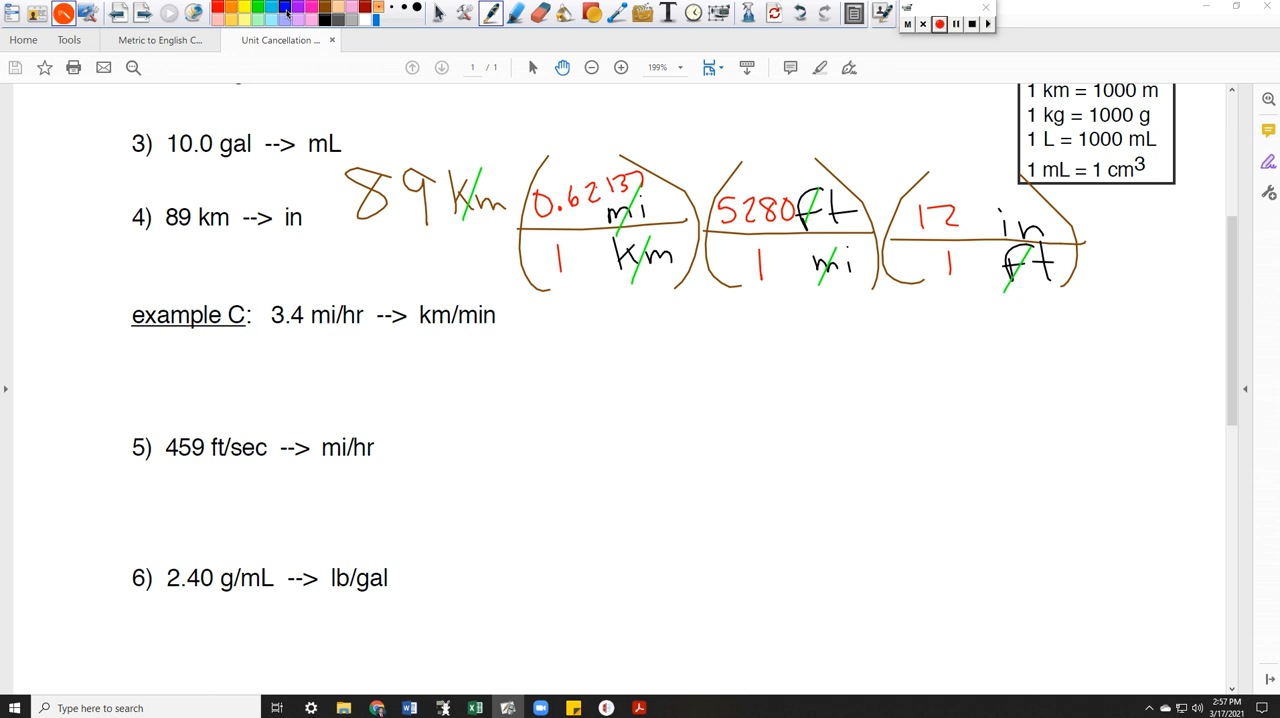 M
Home Tools Metric to English C... Unit Cancellation ... ×
1 / 1 199%
1 km = 1000 m
1 kg = 1000 g
1 L = 1000 mL
1 mL = 1 cm³
3) 10.0 gal --> mL
89 km (0.62137 mi / 1 km) (5280 ft / 1 mi) (12 in / 1 ft)
4) 89 km --> in
example C: 3.4 mi/hr --> km/min
5) 459 ft/sec --> mi/hr
6) 2.40 g/mL --> lb/gal
Type here to search
2:57 PM
3/17/2021